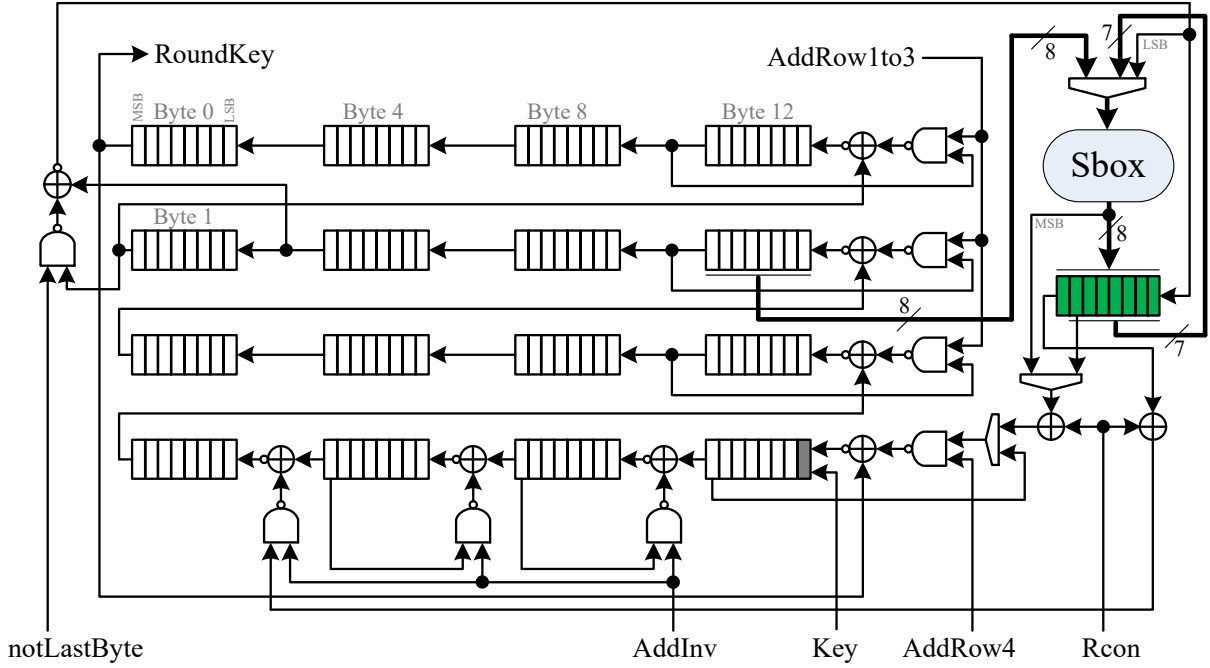 RoundKey
AddRow1to3
8
7
LSB
MSB
Byte 0
LSB
Byte 4
Byte 8
Byte 12
Sbox
Byte 1
MSB
8
8
7
notLastByte
AddInv
Key
AddRow4
Rcon